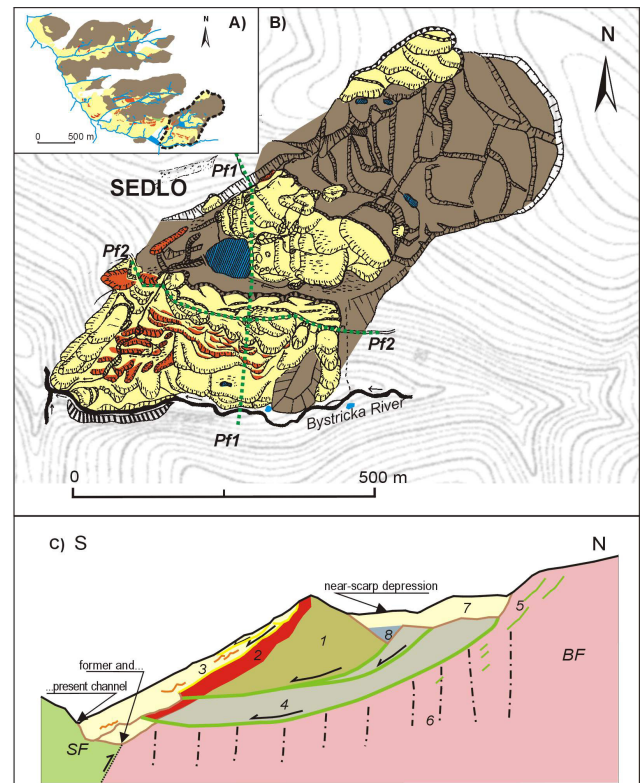 A)
N
0 500 m
B)
N
SEDLO
Pf1
Pf2
Pf2
Pf1
Bystricka River
0 500 m
c) S
N
near-scarp depression
7
5
8
1
BF
3
2
former and...
...present channel
4
6
SF